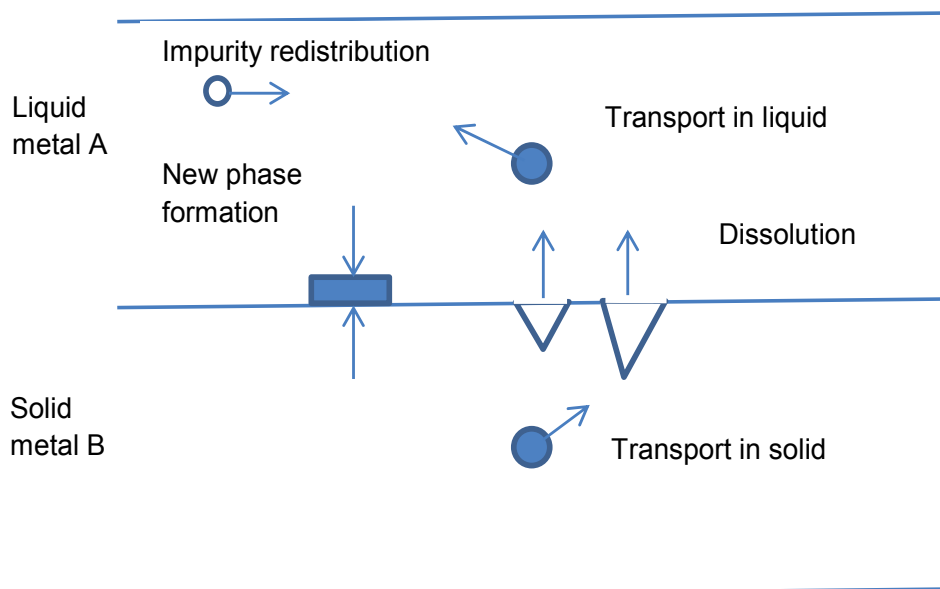 Impurity redistribution
Liquid
metal A
Transport in liquid
New phase
formation
Dissolution
Solid
metal B
Transport in solid